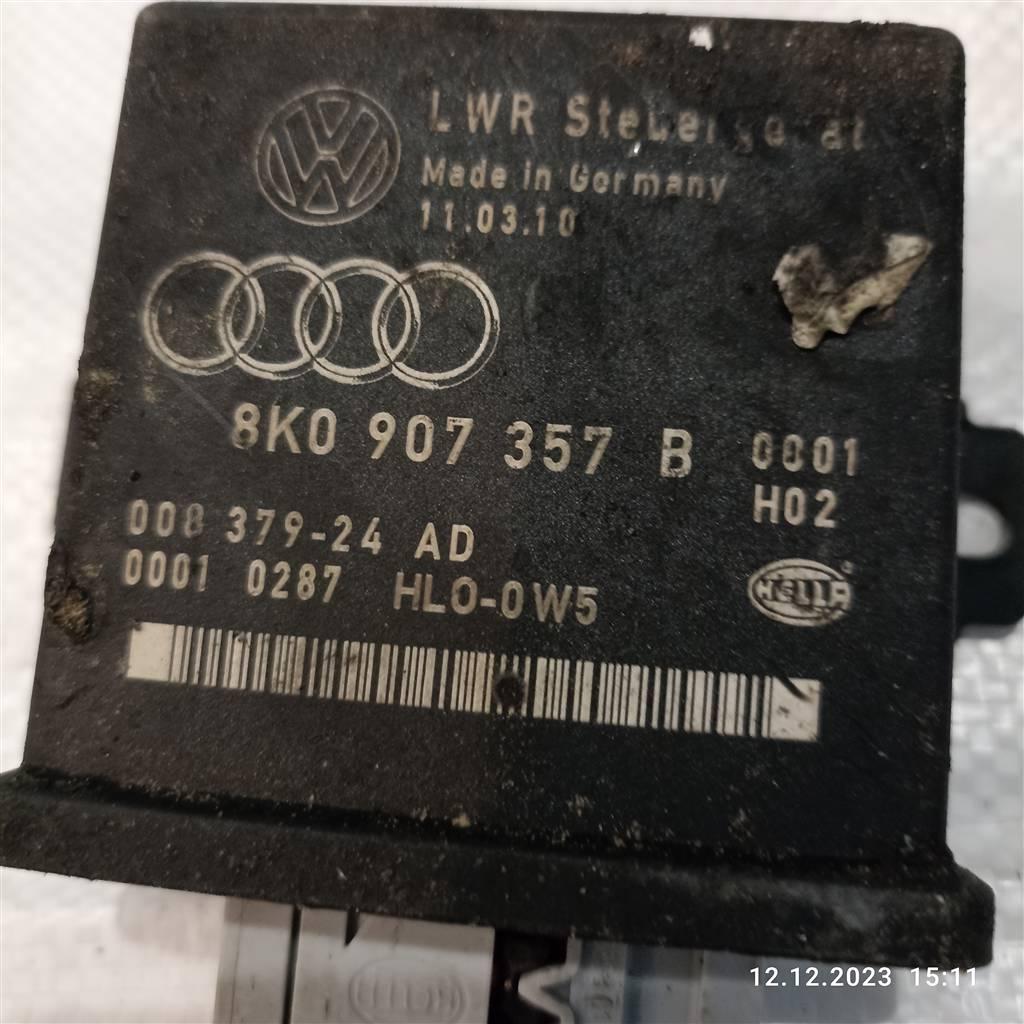 LWR Steuergerät
Made in Germany
11.03.10
8K0 907 357 B 0001
H02
008 379-24 AD
0001 0287 HLO-0W5
HELLA
HELLA
12.12.2023 15:11